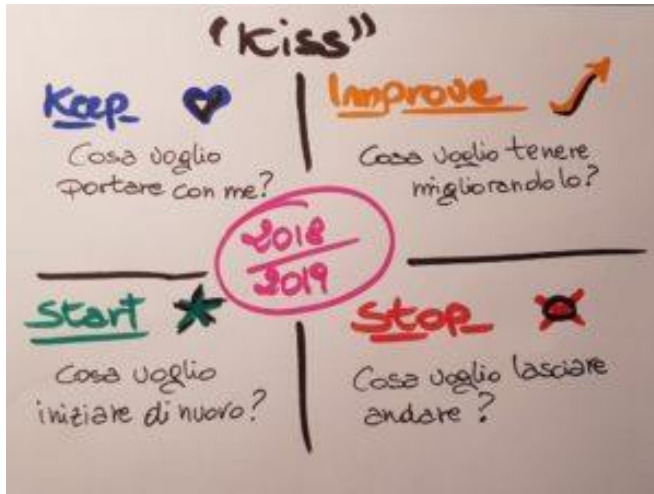 "Kiss"
Keep
Cosa voglio
portare con me?
Improve
Cosa voglio tenere
migliorandolo?
2018
2019
Start
Cosa voglio
iniziare di nuovo?
Stop
Cosa voglio lasciare
andare?